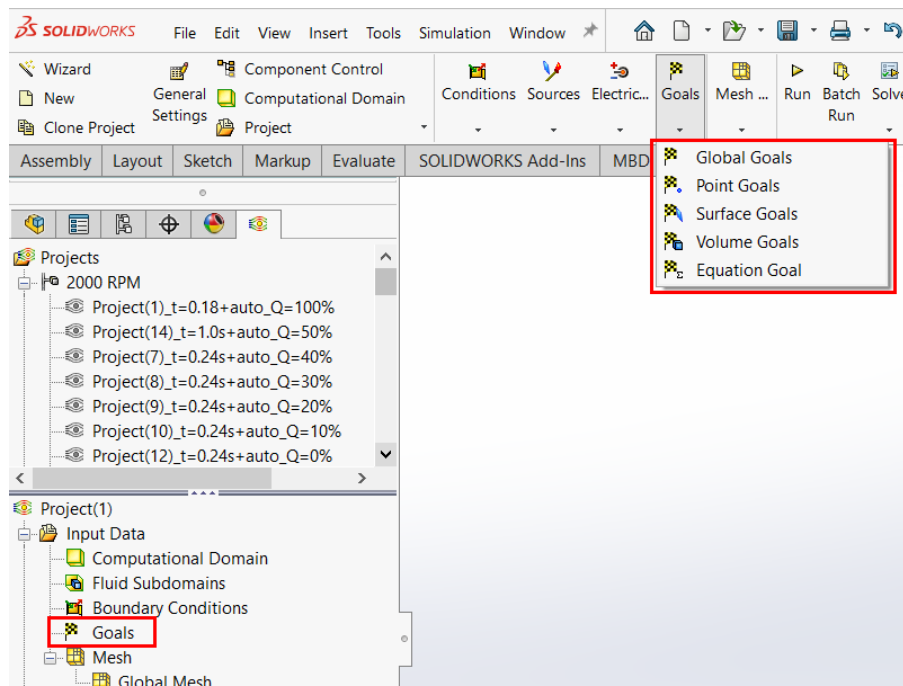 SOLIDWORKS File Edit View Insert Tools Simulation Window
Wizard
New
Clone Project
General Settings
Component Control
Computational Domain
Project
Conditions
Sources
Electric...
Goals
Mesh ...
Run
Batch Run
Solve
Assembly Layout Sketch Markup Evaluate SOLIDWORKS Add-Ins MBD
Global Goals
Point Goals
Surface Goals
Volume Goals
Equation Goal
Projects
2000 RPM
Project(1)_t=0.18+auto_Q=100%
Project(14)_t=1.0s+auto_Q=50%
Project(7)_t=0.24s+auto_Q=40%
Project(8)_t=0.24s+auto_Q=30%
Project(9)_t=0.24s+auto_Q=20%
Project(10)_t=0.24s+auto_Q=10%
Project(12)_t=0.24s+auto_Q=0%
Project(1)
Input Data
Computational Domain
Fluid Subdomains
Boundary Conditions
Goals
Mesh
Global Mesh